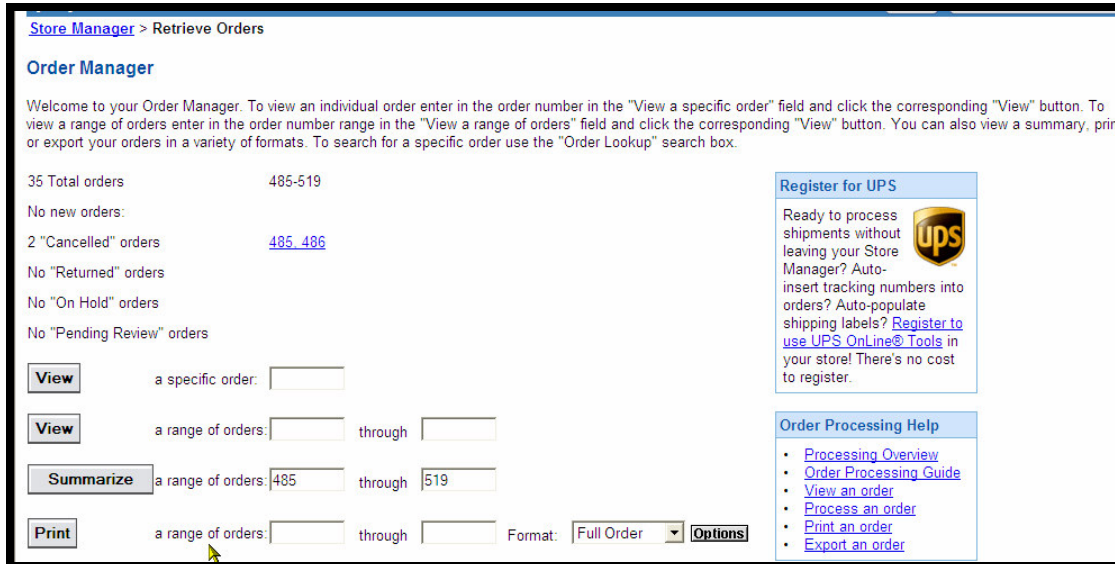 Store Manager > Retrieve Orders
Order Manager
Welcome to your Order Manager. To view an individual order enter in the order number in the "View a specific order" field and click the corresponding "View" button. To
view a range of orders enter in the order number range in the "View a range of orders" field and click the corresponding "View" button. You can also view a summary,
or export your orders in a variety of formats. To search for a specific order use the "Order Lookup" search box.
35 Total orders 485-519
No new orders:
2 "Cancelled" orders 485, 486
No "Returned" orders
No "On Hold" orders
No "Pending Review" orders
View a specific order:
View a range of orders: through
Summarize a range of orders: 485 through 519
Print a range of orders: through Format: Full Order Options
Register for UPS
Ready to process
shipments without
leaving your Store
Manager? Auto-
insert tracking numbers into
orders? Auto-populate
shipping labels? Register to
use UPS OnLine® Tools in
your store! There's no cost
to register.
ups
Order Processing Help
• Processing Overview
• Order Processing Guide
• View an order
• Process an order
• Print an order
• Export an order